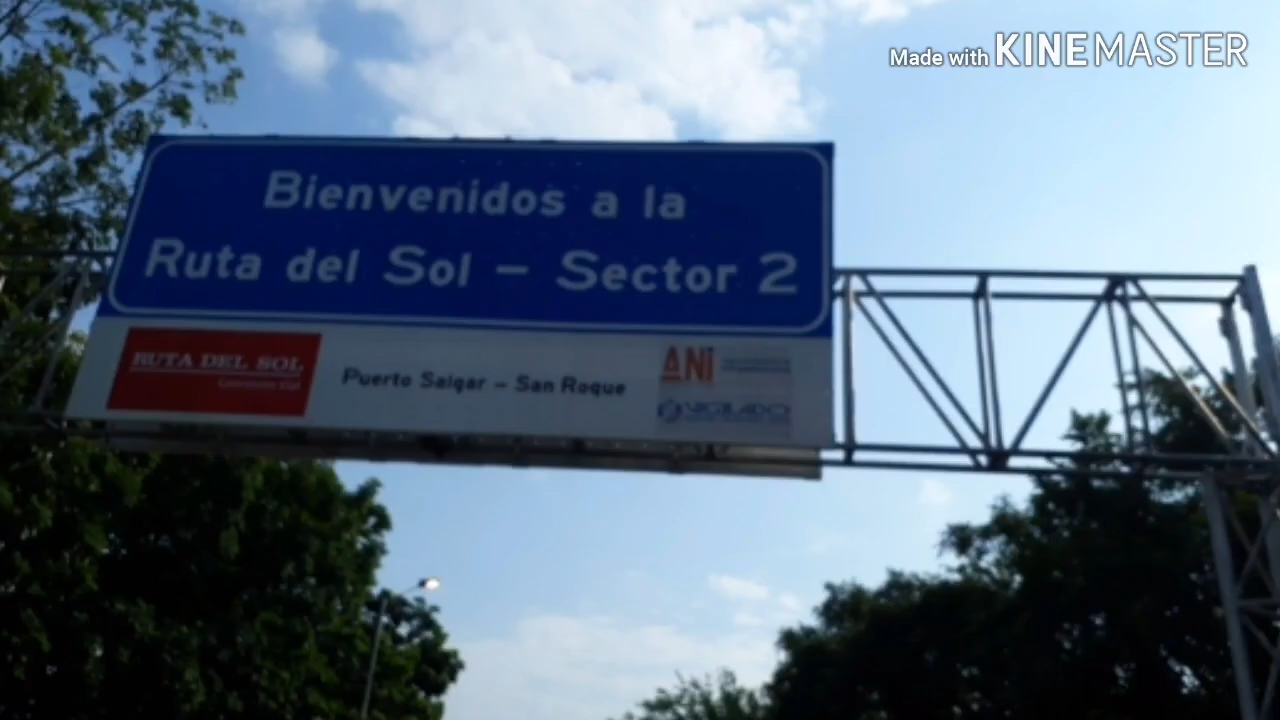 Made with KINEMASTER
Bienvenidos a la
Ruta del Sol – Sector 2
RUTA DEL SOL
Puerto Salgar – San Roque
ANI
VIGILADO